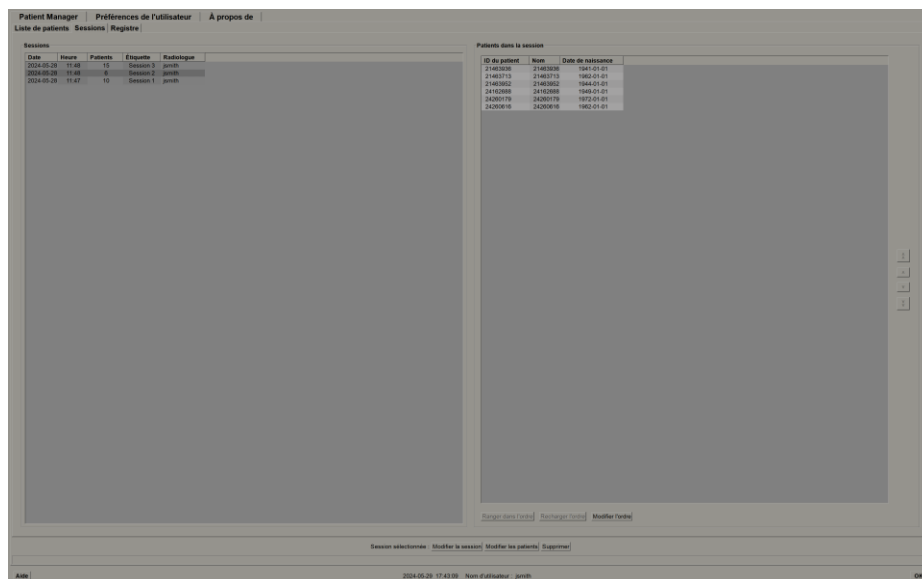 Patient Manager Préférences de l'utilisateur À propos de
Liste de patients Sessions Registre
Sessions
Date Heure Patients Étiquette Radiologue
2024-05-28 11:48 15 Session 3 jsmith
2024-05-28 11:48 6 Session 2 jsmith
2024-05-28 11:47 10 Session 1 jsmith
Patients dans la session
ID du patient Nom Date de naissance
21463936 21463936 1941-01-01
21463713 21463713 1962-01-01
21463952 21463952 1944-01-01
24162688 24162688 1949-01-01
24260179 24260179 1972-01-01
24260616 24260616 1962-01-01
Ranger dans l'ordre Recharger l'ordre Modifier l'ordre
Session sélectionnée : Modifier la session Modifier les patients Supprimer
Aide 2024-05-29 17:43:09 Nom d'utilisateur : jsmith